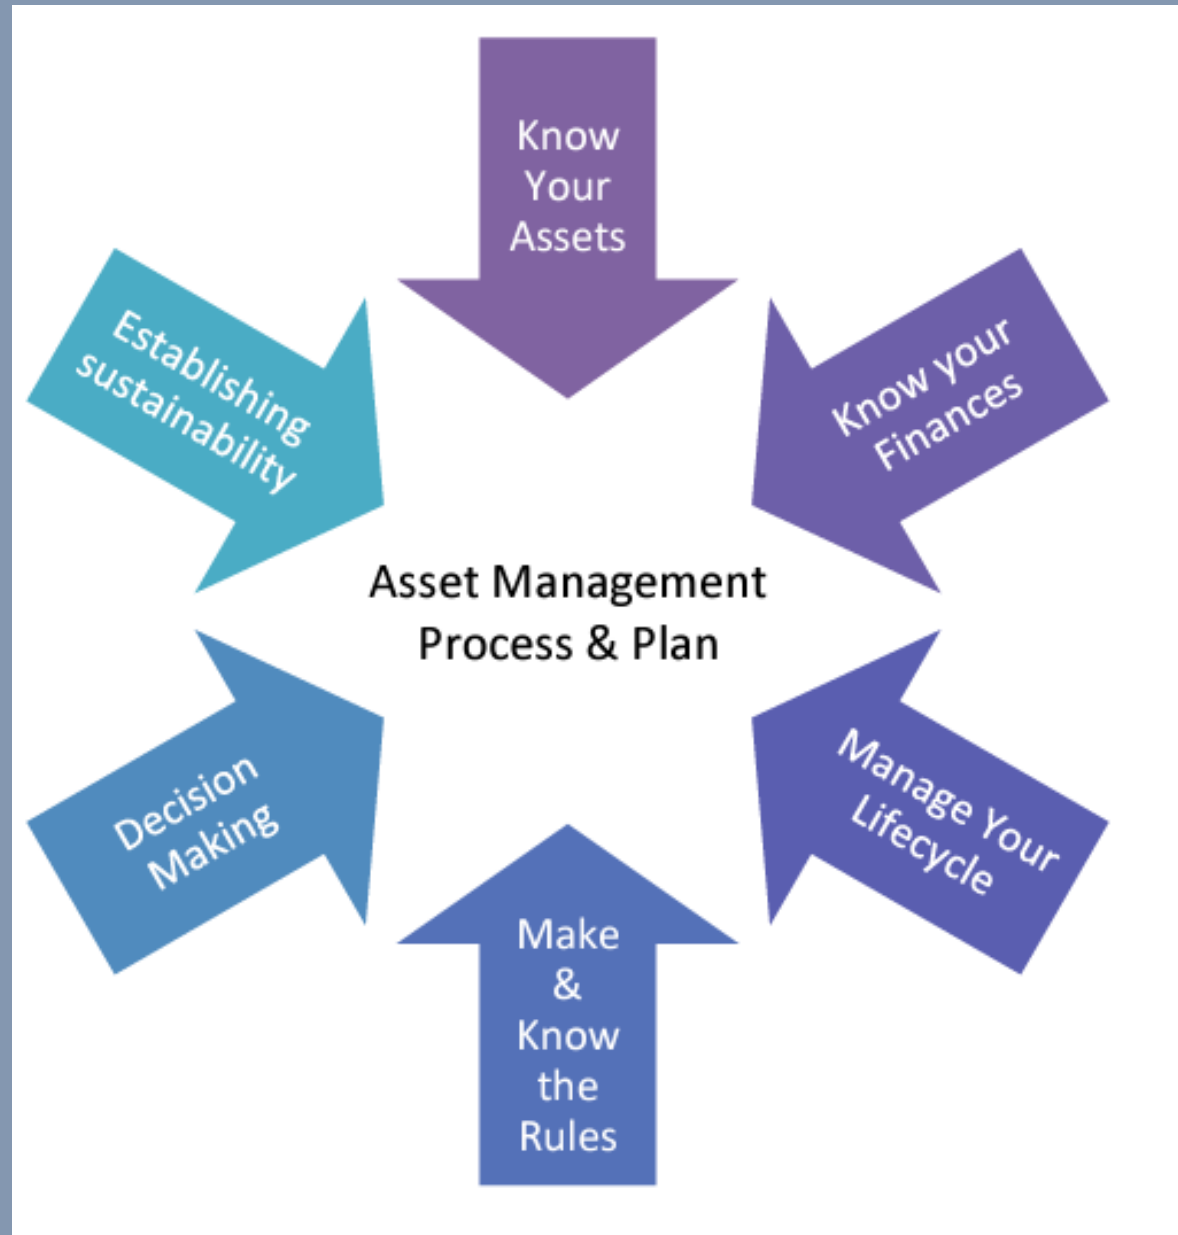 Know
Your
Assets
Know your
Finances
Manage Your
Lifecycle
Make
&
Know
the
Rules
Decision
Making
Establishing
sustainability
Asset Management
Process & Plan